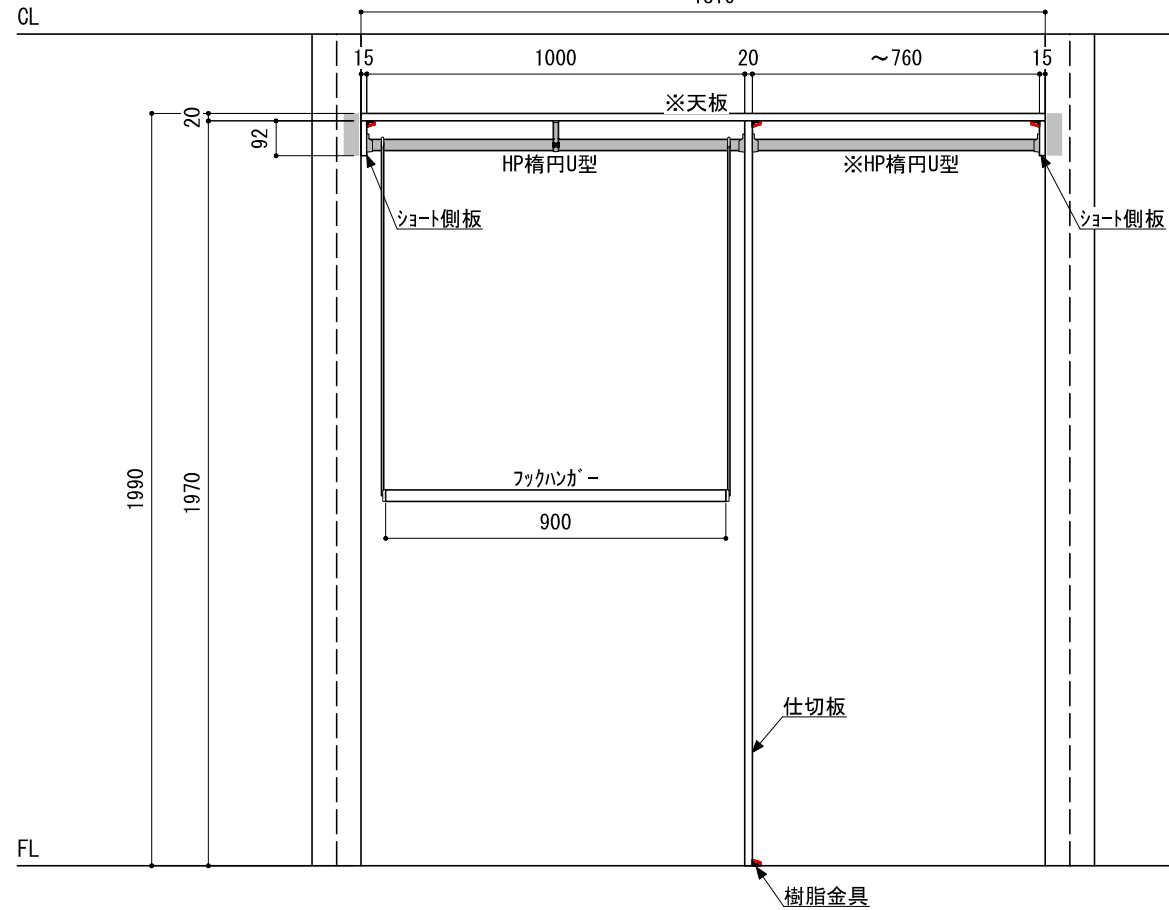 CL
15
1000
20
～760
15
※天板
20
92
HP楕円U型
※HP楕円U型
ｼｮｰﾄ側板
ｼｮｰﾄ側板
1990
1970
ﾌｯｸﾊﾝｶﾞｰ
900
仕切板
FL
樹脂金具